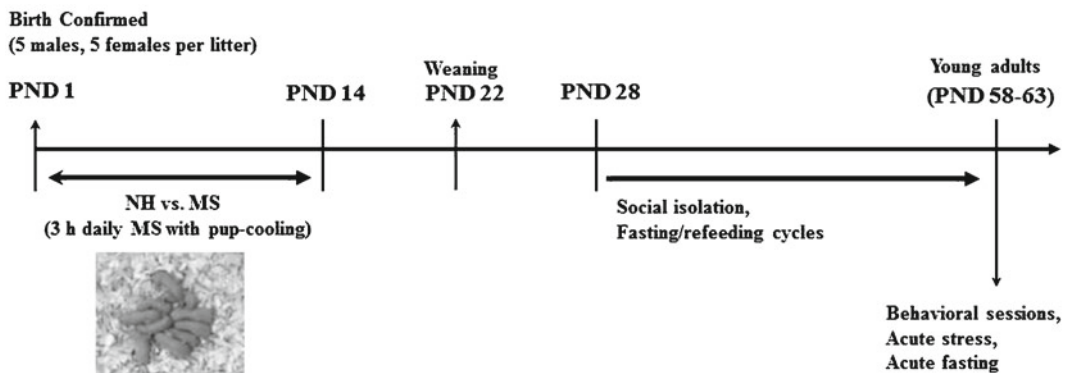 Birth Confirmed
(5 males, 5 females per litter)
PND 1
PND 14
Weaning
PND 22
PND 28
Young adults
(PND 58-63)
NH vs. MS
(3 h daily MS with pup-cooling)
Social isolation,
Fasting/refeeding cycles
Behavioral sessions,
Acute stress,
Acute fasting